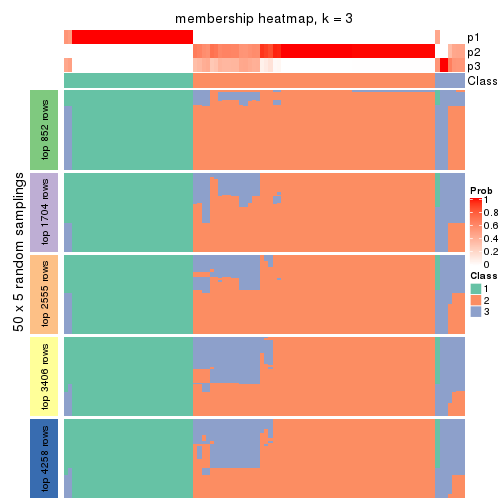 membership heatmap, k = 3
p1
p2
p3
Class
50 x 5 random samplings
top 852 rows
top 1704 rows
top 2555 rows
top 3406 rows
top 4258 rows
Prob
1
0.8
0.6
0.4
0.2
0
Class
1
2
3